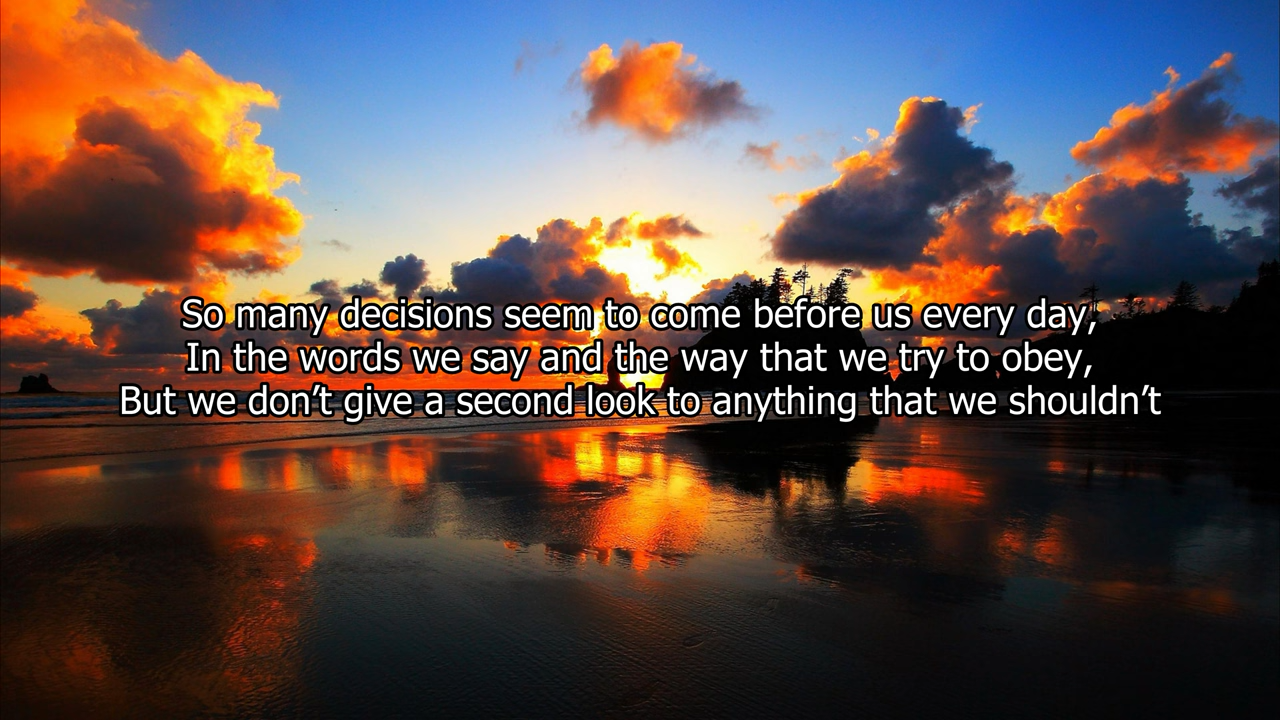 So many decisions seem to come before us every day,
In the words we say and the way that we try to obey,
But we don’t give a second look to anything that we shouldn’t